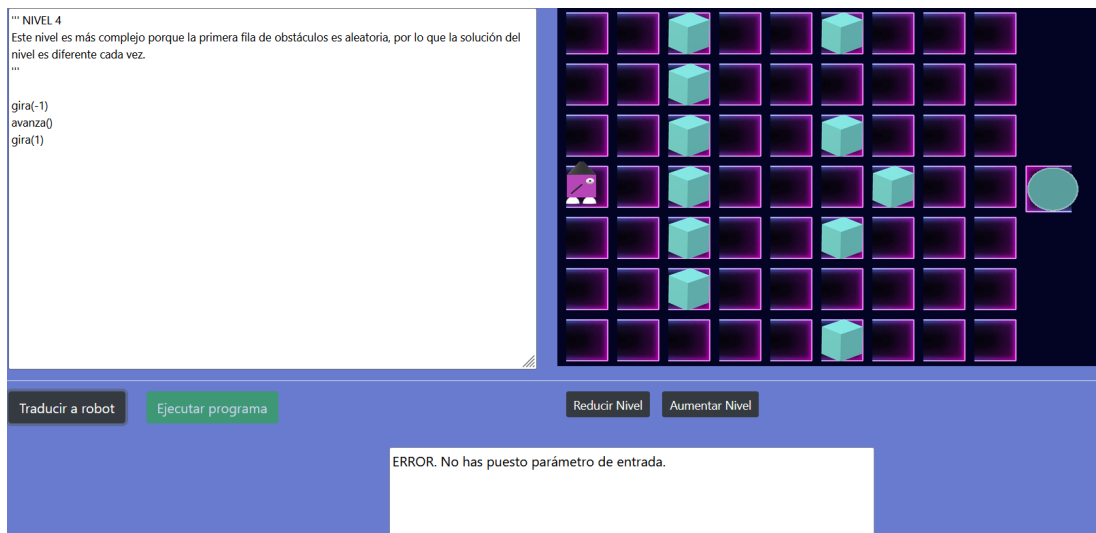 ''' NIVEL 4
Este nivel es más complejo porque la primera fila de obstáculos es aleatoria, por lo que la solución del
nivel es diferente cada vez.
'''
gira(-1)
avanza()
gira(1)
Traducir a robot
Ejecutar programa
Reducir Nivel
Aumentar Nivel
ERROR. No has puesto parámetro de entrada.